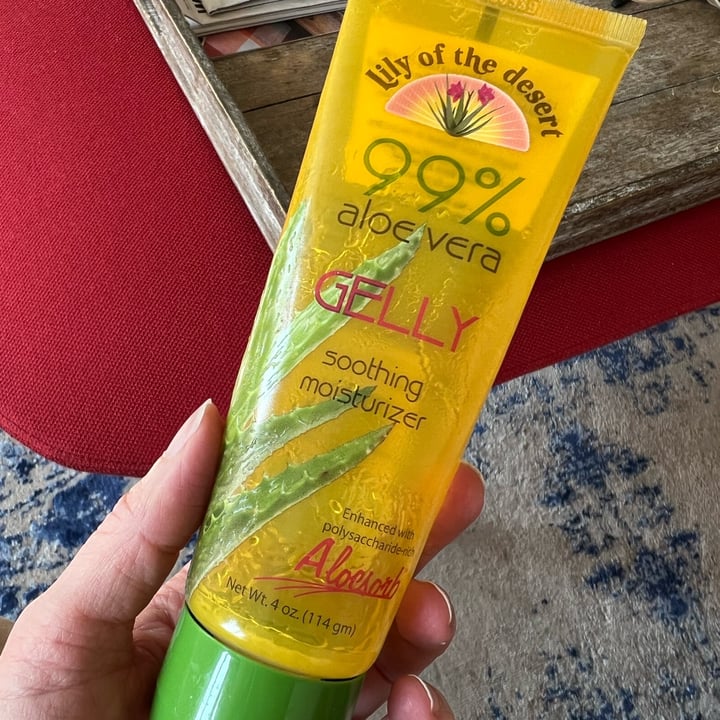 Lily of the desert
99%
aloe vera
GELLY
soothing
moisturizer
Enhanced with
polysaccharide-rich
Aloesorb
Net Wt. 4 oz. (114 gm)